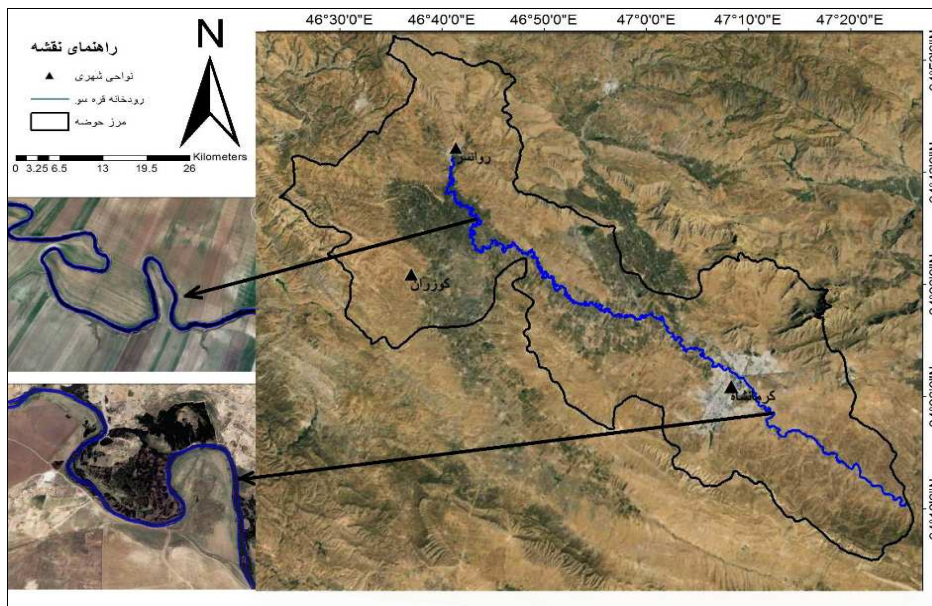 راهنمای نقشه
نواحی شهری
رودخانه قره سو
مرز حوضه
N
Kilometers
0 3.25 6.5 13 19.5 26
46°30'0"E 46°40'0"E 46°50'0"E 47°0'0"E 47°10'0"E 47°20'0"E
روانسر
کوزران
کرمانشاه